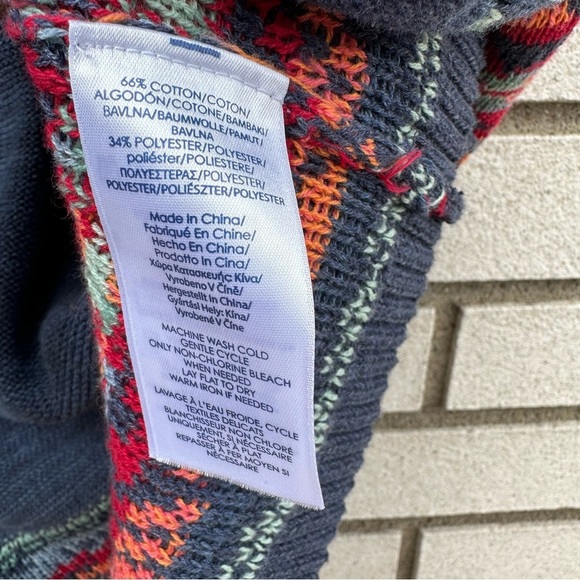 66% COTTON/COTON/
ALGODÓN/COTONE/BAMBAKI/
BAVLNA/BAUMWOLLE/PAMUT/
BAVLNA
34% POLYESTER/POLYESTER/
poliéster/POLIESTERE/
ΠΟΛΥΕΣΤΕΡΑΣ/POLYESTER/
POLYESTER/POLIÉSZTER/POLYESTER
Made in China/
Fabriqué En Chine/
Hecho En China/
Prodotto in Cina/
Χώρα Κατασκευής Κίνα/
Vyrobeno V Číně/
Hergestellt in China/
Gyártási Hely: Kína/
Vyrobené V Číne
MACHINE WASH COLD
GENTLE CYCLE
ONLY NON-CHLORINE BLEACH
WHEN NEEDED
LAY FLAT TO DRY
WARM IRON IF NEEDED
LAVAGE À L'EAU FROIDE, CYCLE
TEXTILES DELICATS
BLANCHISSEUR NON CHLORÉ
UNIQUEMENT, SI NÉCESSAIRE
SÉCHER À PLAT
REPASSER À FER MOYEN SI
NÉCESSAIRE